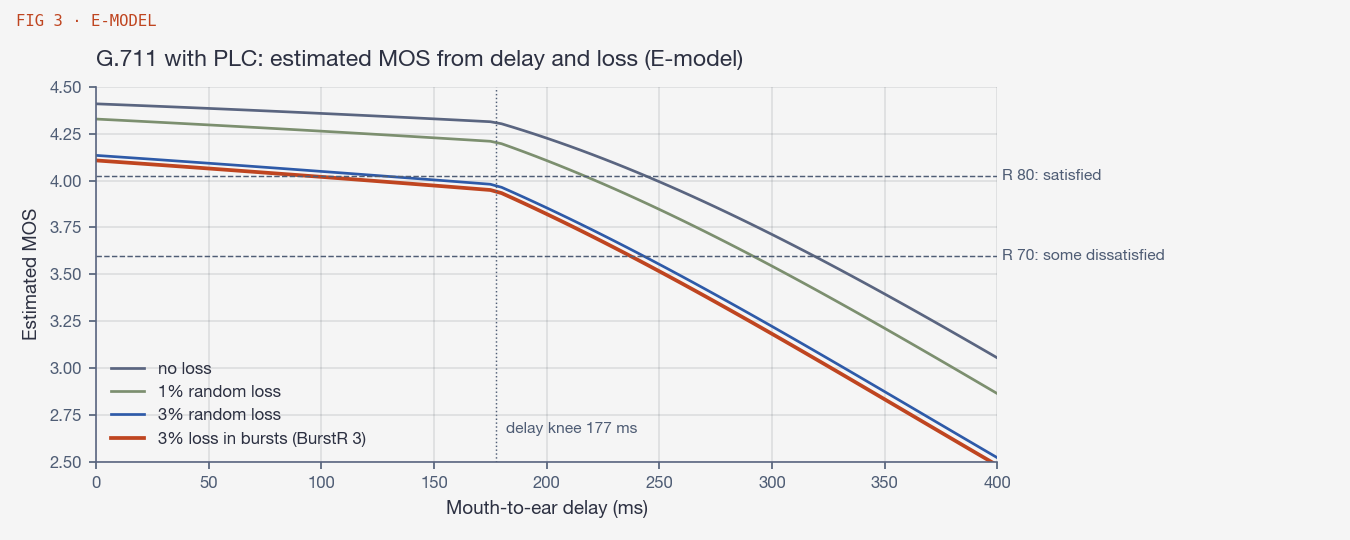 FIG 3 · E-MODEL
G.711 with PLC: estimated MOS from delay and loss (E-model)
Estimated MOS
4.50
4.25
4.00
3.75
3.50
3.25
3.00
2.75
2.50
R 80: satisfied
R 70: some dissatisfied
no loss
1% random loss
3% random loss
3% loss in bursts (BurstR 3)
delay knee 177 ms
0 50 100 150 200 250 300 350 400
Mouth-to-ear delay (ms)